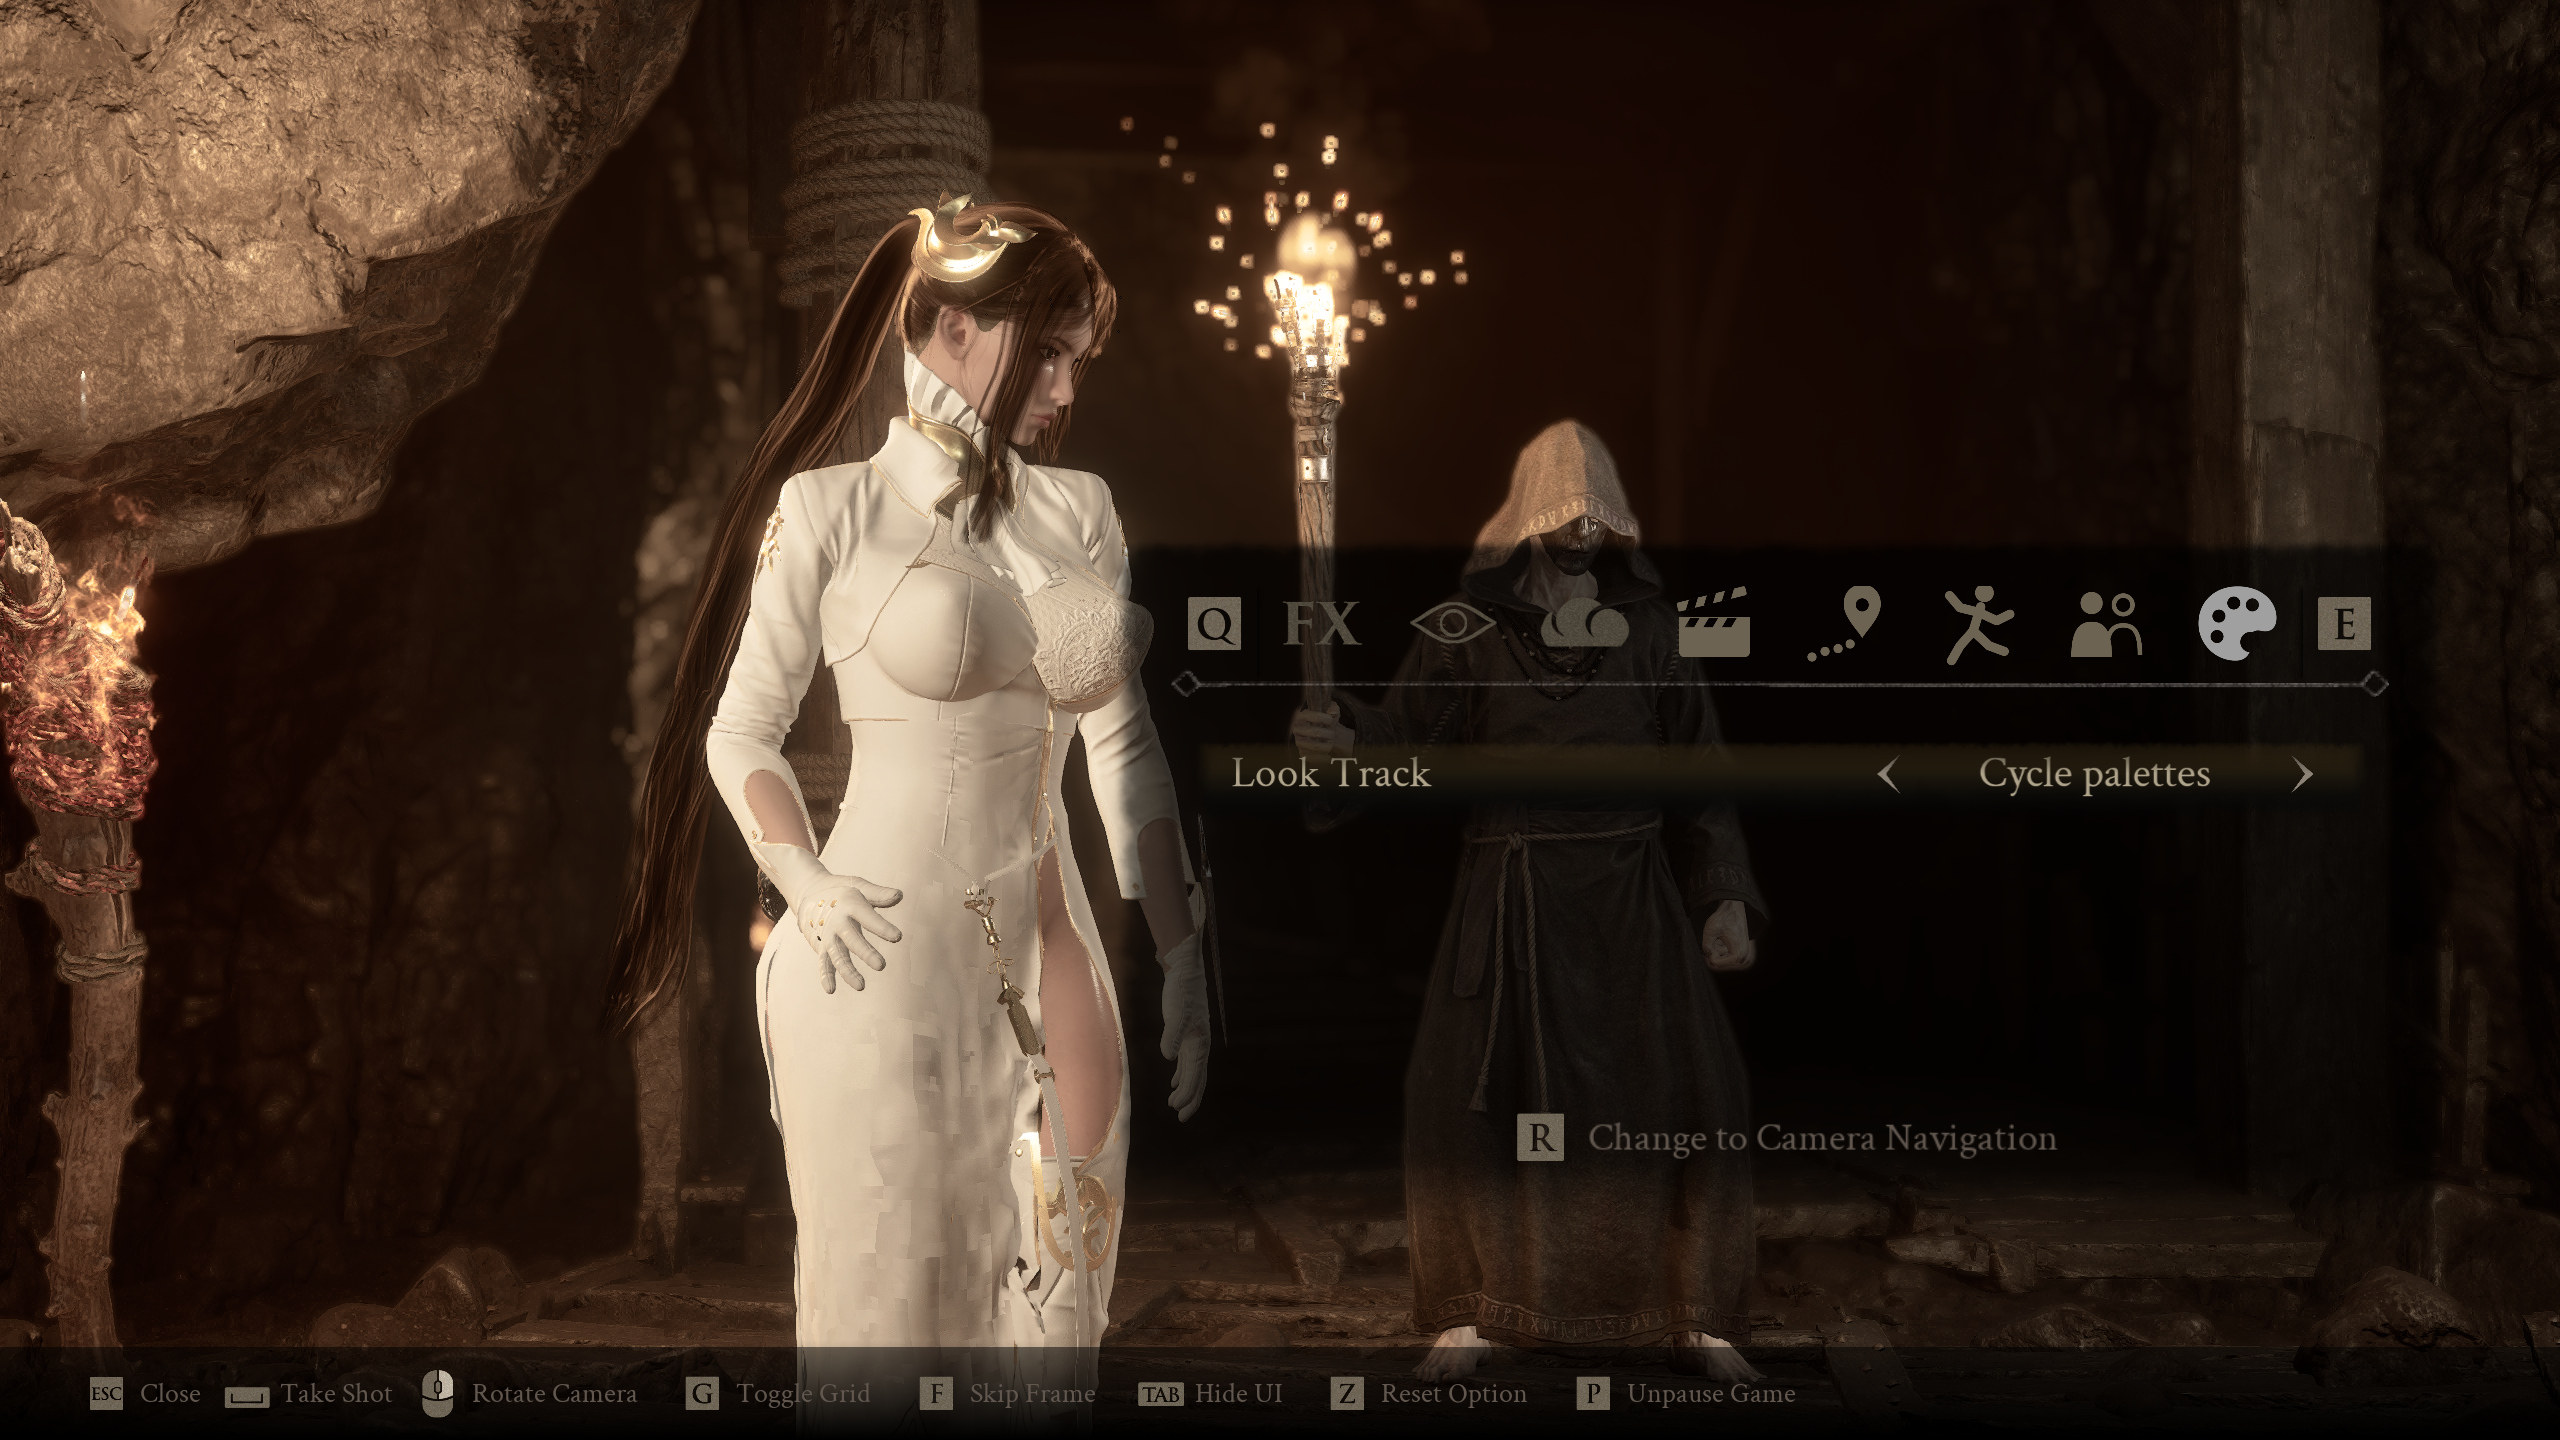 Q FX E
Look Track Cycle palettes
R Change to Camera Navigation
ESC Close Take Shot Rotate Camera G Toggle Grid F Skip Frame TAB Hide UI Z Reset Option P Unpause Game